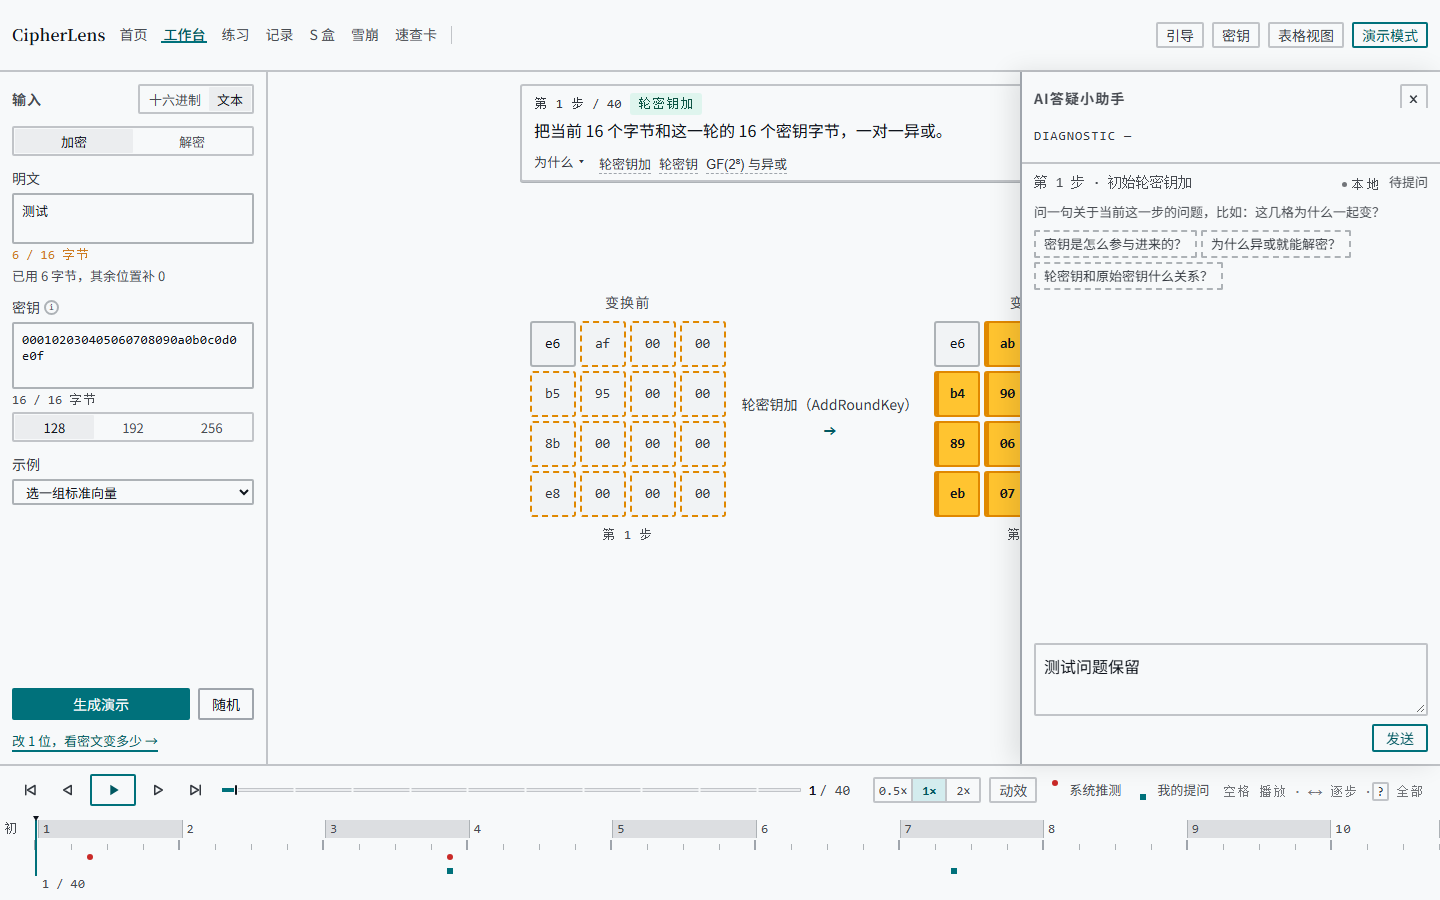 CipherLens 首页 工作台 练习 记录 S 盒 雪崩 速查卡 引导 密钥 表格视图 演示模式
输入 十六进制 文本
加密 解密
明文
测试
6 / 16 字节
已用 6 字节，其余位置补 0
密钥 i
000102030405060708090a0b0c0d0
e0f
16 / 16 字节
128 192 256
示例
选一组标准向量
生成演示 随机
改 1 位，看密文变多少 →
第 1 步 / 40 轮密钥加
把当前 16 个字节和这一轮的 16 个密钥字节，一对一异或。
为什么 轮密钥加 轮密钥 GF(2⁸) 与异或
变换前
e6 af 00 00
b5 95 00 00
8b 00 00 00
e8 00 00 00
第 1 步
轮密钥加（AddRoundKey）
→
变
e6 ab
b4 90
89 06
eb 07
第
AI答疑小助手 x
DIAGNOSTIC —
第 1 步 · 初始轮密钥加 本地 待提问
问一句关于当前这一步的问题，比如：这几格为什么一起变？
密钥是怎么参与进来的？ 为什么异或就能解密？
轮密钥和原始密钥什么关系？
测试问题保留
发送
1 / 40 0.5× 1× 2× 动效 系统推测 我的提问 空格 播放 · ↔ 逐步 · ? 全部
初 1 2 3 4 5 6 7 8 9 10
1 / 40